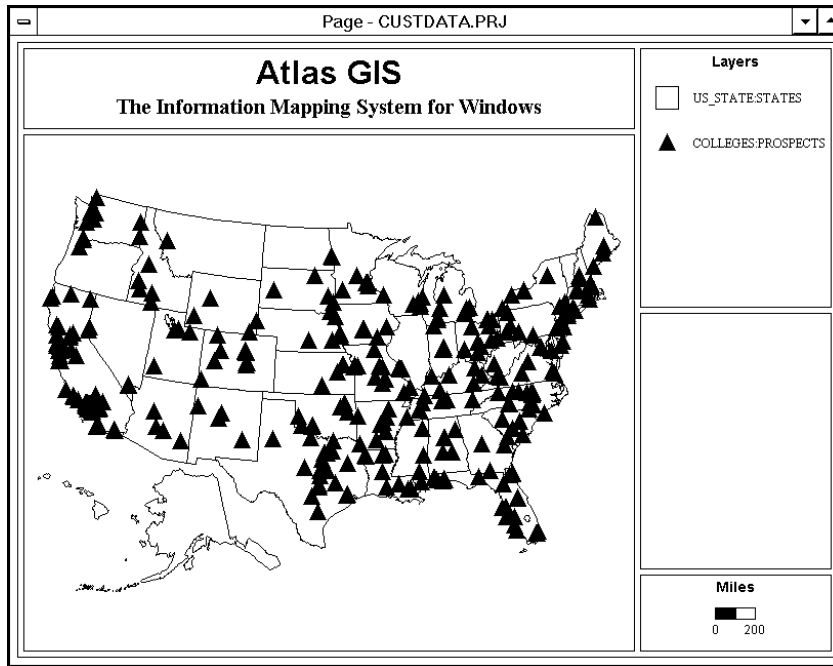 Page - CUSTDATA.PRJ
Atlas GIS
The Information Mapping System for Windows
Layers
US_STATE:STATES
COLLEGES:PROSPECTS
Miles
0 200